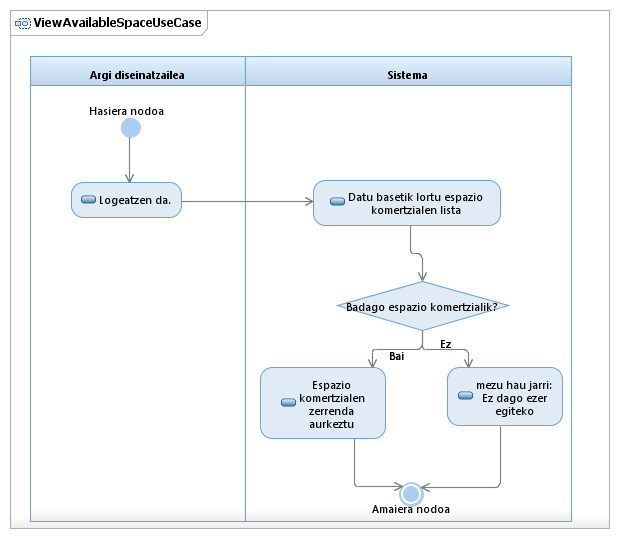 ViewAvailableSpaceUseCase
Argi diseinatzailea
Sistema
Hasiera nodoa
Logeatzen da.
Datu basetik lortu espazio
komertzialen lista
Badago espazio komertzialik?
Ez
Bai
Espazio
komertzialen
zerrenda
aurkeztu
mezu hau jarri:
Ez dago ezer
egiteko
Amaiera nodoa